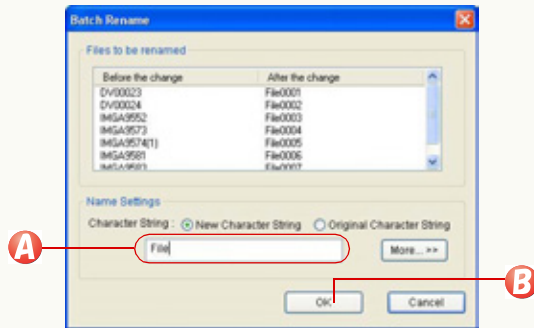 Batch Rename
Files to be renamed
Before the change After the change
DV00023 File0001
DV00024 File0002
IMGA9552 File0003
IMGA9573 File0004
IMGA9574(1) File0005
IMGA9581 File0006
IMGA9583 File0007
Name Settings
Character String : New Character String Original Character String
A File More... >>
B
OK Cancel